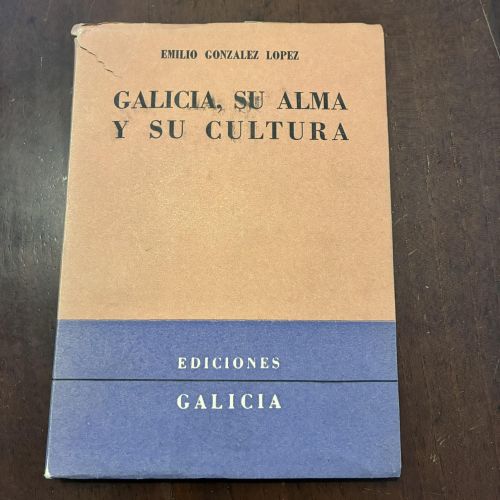 EMILIO GONZALEZ LOPEZ
GALICIA, SU ALMA
Y SU CULTURA
EDICIONES
GALICIA